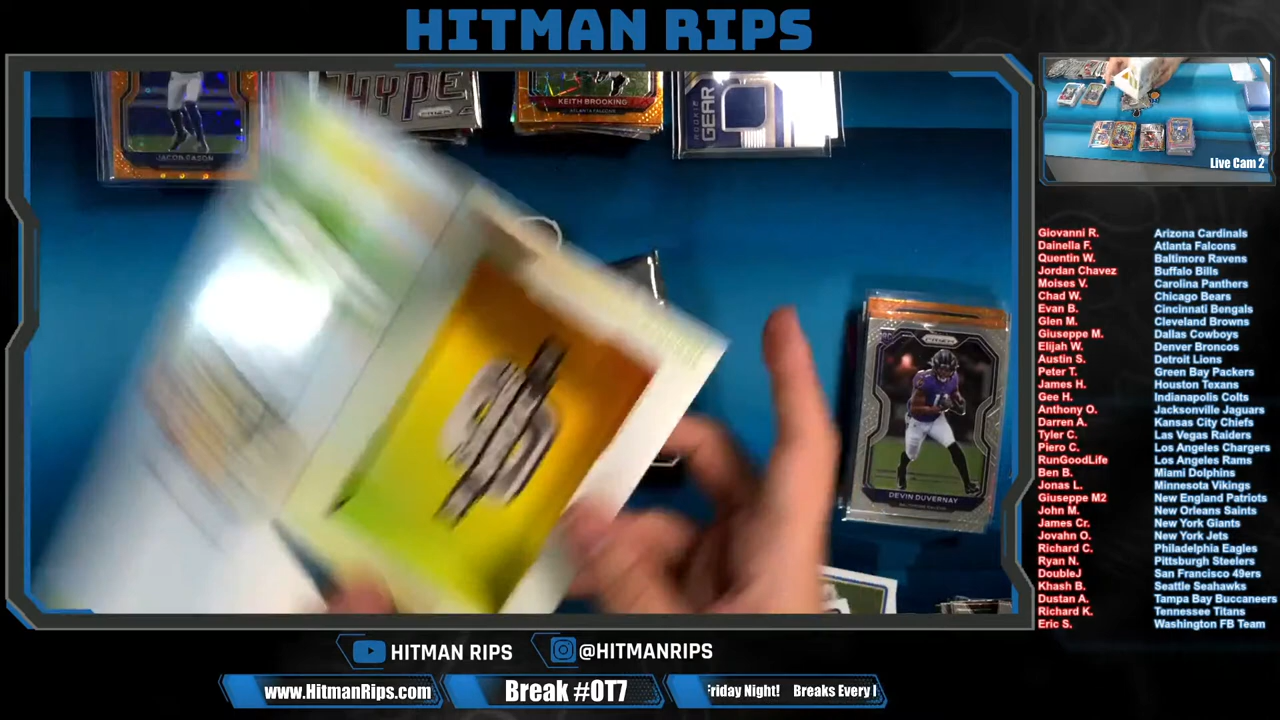 HITMAN RIPS
JACOB EASON
HYPE
PRIZM
KEITH BROOKING
ATLANTA FALCONS
ROOKIE
GEAR
PRIZM
DEVIN DUVERNAY
BALTIMORE RAVENS
Live Cam 2
Giovanni R. Arizona Cardinals
Dainella F. Atlanta Falcons
Quentin W. Baltimore Ravens
Jordan Chavez Buffalo Bills
Moises V. Carolina Panthers
Chad W. Chicago Bears
Evan B. Cincinnati Bengals
Glen M. Cleveland Browns
Giuseppe M. Dallas Cowboys
Elijah W. Denver Broncos
Austin S. Detroit Lions
Peter T. Green Bay Packers
James H. Houston Texans
Gee H. Indianapolis Colts
Anthony O. Jacksonville Jaguars
Darren A. Kansas City Chiefs
Tyler C. Las Vegas Raiders
Piero C. Los Angeles Chargers
RunGoodLife Los Angeles Rams
Ben B. Miami Dolphins
Jonas L. Minnesota Vikings
Giuseppe M2 New England Patriots
John M. New Orleans Saints
James Cr. New York Giants
Jovahn O. New York Jets
Richard C. Philadelphia Eagles
Ryan N. Pittsburgh Steelers
DoubleJ San Francisco 49ers
Khash B. Seattle Seahawks
Dustan A. Tampa Bay Buccaneers
Richard K. Tennessee Titans
Eric S. Washington FB Team
HITMAN RIPS @HITMANRIPS
www.HitmanRips.com Break #OT7 Friday Night! Breaks Every